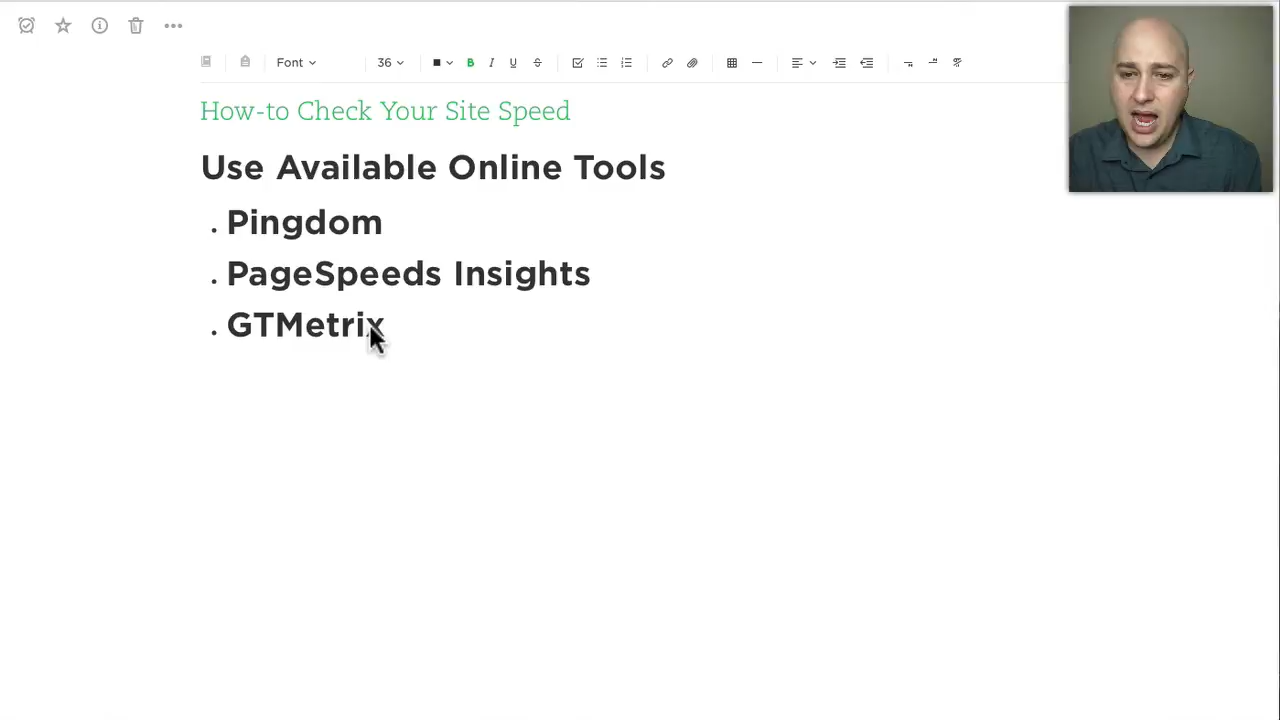 Font
36
B
I
U
S
How-to Check Your Site Speed
Use Available Online Tools
. Pingdom
. PageSpeeds Insights
. GTMetrix